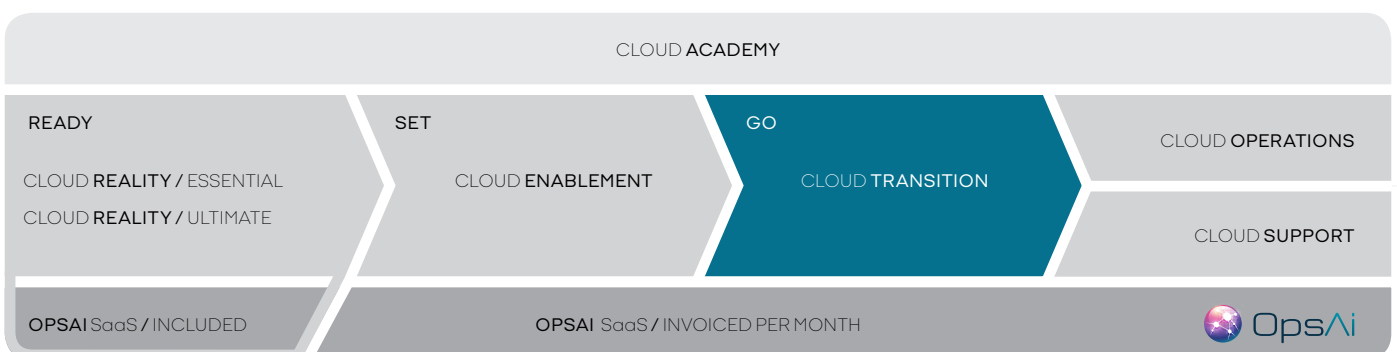 CLOUD ACADEMY
READY
CLOUD REALITY / ESSENTIAL
CLOUD REALITY / ULTIMATE
SET
CLOUD ENABLEMENT
GO
CLOUD TRANSITION
CLOUD OPERATIONS
CLOUD SUPPORT
OPSAI SaaS / INCLUDED
OPSAI SaaS / INVOICED PER MONTH
OpsAi